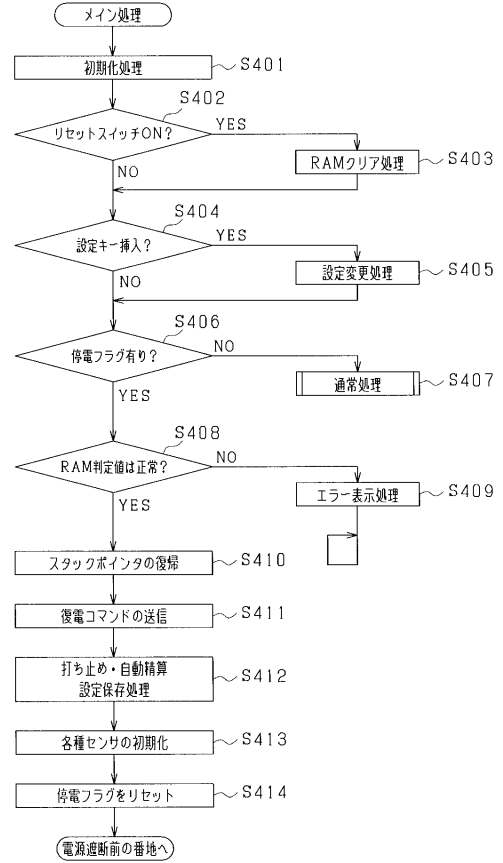 メイン処理
初期化処理
S401
S402
リセットスイッチON?
YES
NO
RAMクリア処理
S403
S404
設定キー挿入?
YES
NO
設定変更処理
S405
S406
停電フラグ有り?
NO
YES
通常処理
S407
S408
RAM判定値は正常?
NO
YES
エラー表示処理
S409
スタックポインタの復帰
S410
復電コマンドの送信
S411
打ち止め・自動精算
設定保存処理
S412
各種センサの初期化
S413
停電フラグをリセット
S414
電源遮断前の番地へ